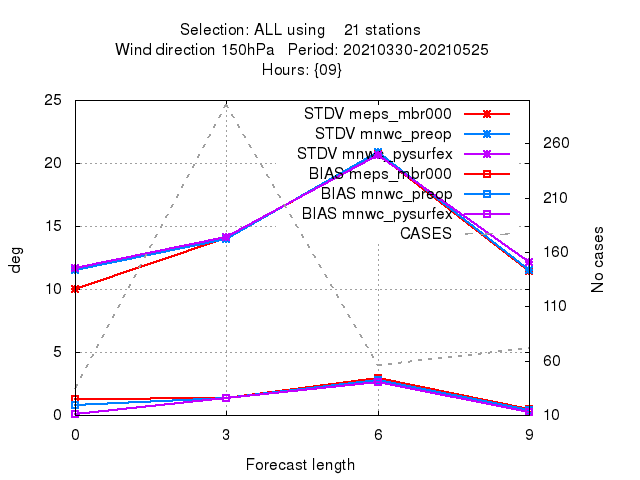 Selection: ALL using 21 stations
Wind direction 150hPa Period: 20210330-20210525
Hours: {09}
STDV meps_mbr000
STDV mnwc_preop
STDV mnwc_pysurfex
BIAS meps_mbr000
BIAS mnwc_preop
BIAS mnwc_pysurfex
CASES
25
20
15
10
5
0
deg
260
210
160
110
60
10
No cases
0 3 6 9
Forecast length